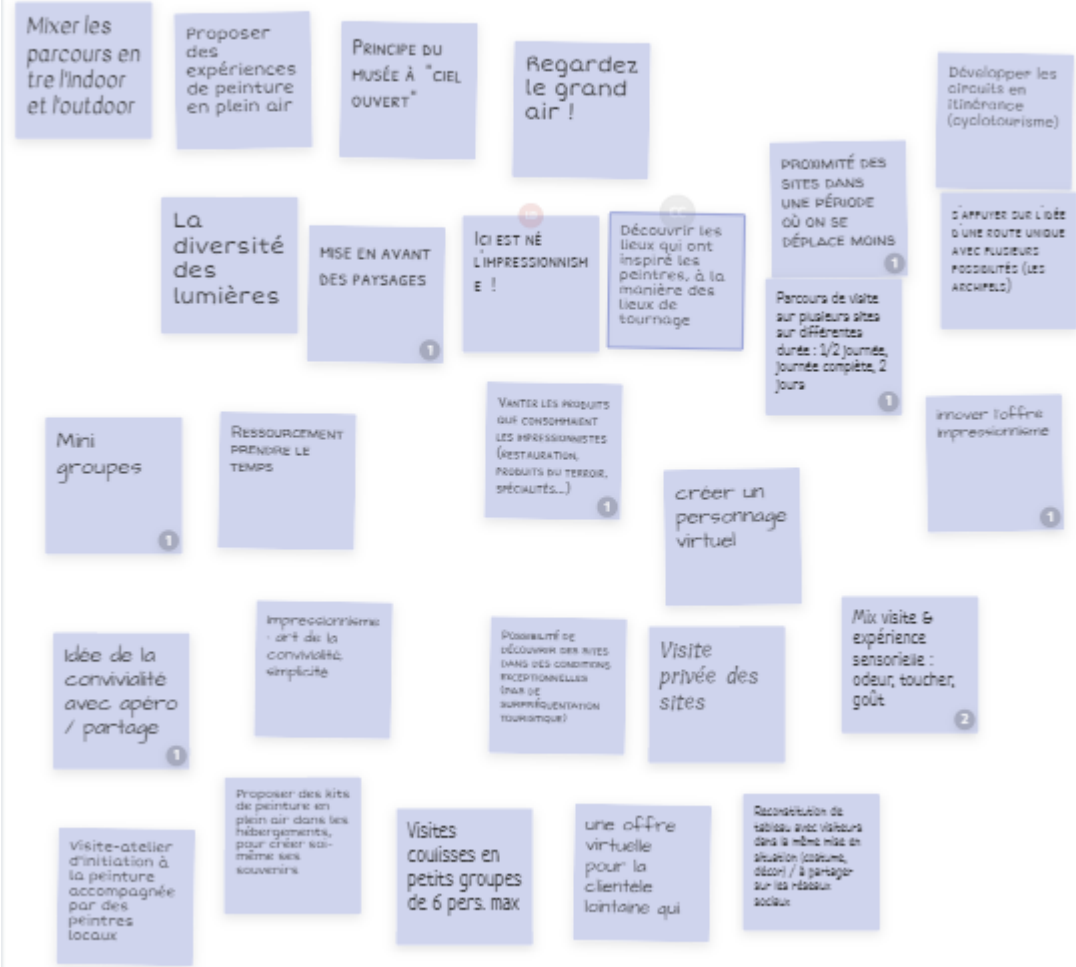 Mixer les
parcours en
tre l'indoor
et l'outdoor
Proposer
des
expériences
de peinture
en plein air
PRINCIPE DU
MUSÉE À "CIEL
OUVERT"
Regardez
le grand
air !
Développer les
circuits en
itinérance
(cyclotourisme)
PROXIMITÉ DES
SITES DANS
UNE PÉRIODE
OÙ ON SE
DÉPLACE MOINS
1
S'APPUYER SUR L'IDÉE
D'UNE ROUTE UNIQUE
AVEC PLUSIEURS
POSSIBILITÉS (LES
ARCHIPELS)
La
diversité
des
lumières
MISE EN AVANT
DES PAYSAGES
1
ICI EST NÉ
L'IMPRESSIONNISM
E !
Découvrir les
lieux qui ont
inspiré les
peintres, à la
manière des
lieux de
tournage
Parcours de visite
sur plusieurs sites
sur différentes
durée : 1/2 journée,
journée complète, 2
jours
1
Mini
groupes
1
RESSOURCEMENT
PRENDRE LE
TEMPS
VANTER LES PRODUITS
QUE CONSOMMAIENT
LES IMPRESSIONNISTES
(RESTAURATION,
PRODUITS DU TERROIR,
SPÉCIALITÉS...)
1
créer un
personnage
virtuel
innover l'offre
impressionnisme
1
Idée de la
convivialité
avec apéro
/ partage
1
Impressionnisme
- art de la
convivialité,
simplicité
POSSIBILITÉ DE
DÉCOUVRIR DES SITES
DANS DES CONDITIONS
EXCEPTIONNELLES
(PAS DE
SURFRÉQUENTATION
TOURISTIQUE)
Visite
privée des
sites
Mix visite &
expérience
sensorielle :
odeur, toucher,
goût
2
Visite-atelier
d'initiation à
la peinture
accompagnée
par des
peintres
locaux
Proposer des kits
de peinture en
plein air dans les
hébergements,
pour créer soi-
même ses
souvenirs
Visites
coulisses en
petits groupes
de 6 pers. max
une offre
virtuelle
pour la
clientèle
lointaine qui
Reconstitution de
tableau avec visiteurs
dans la même mise en
situation (costume,
décor) / à partager
sur les réseaux
sociaux